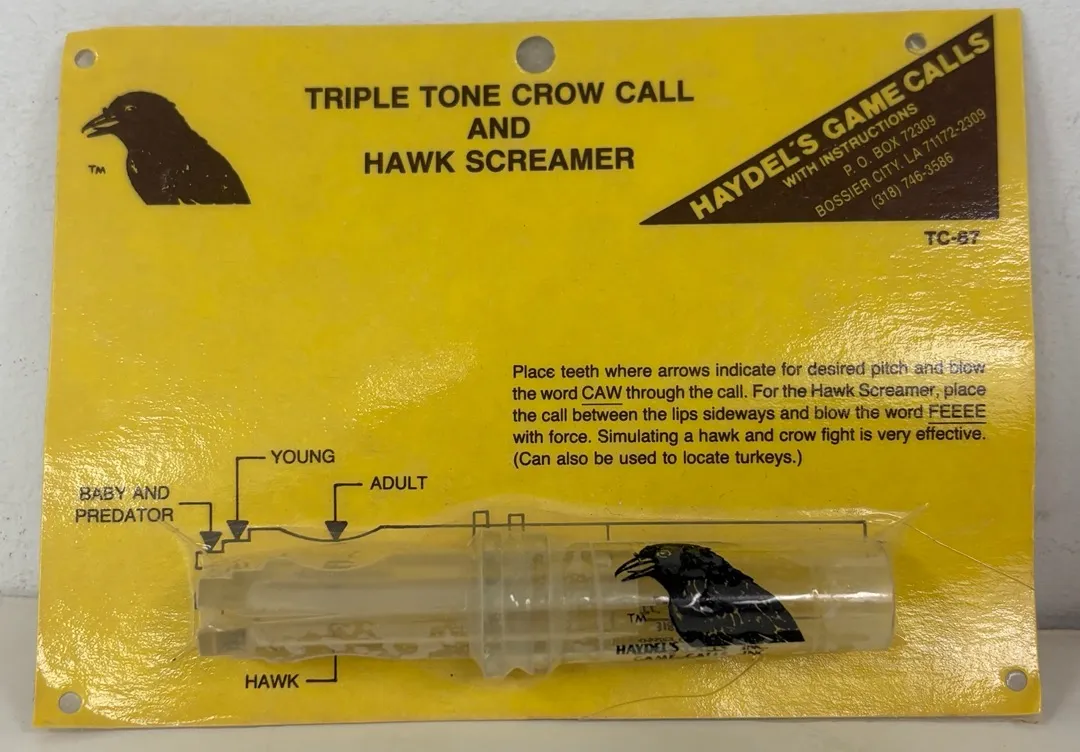 TRIPLE TONE CROW CALL
AND
HAWK SCREAMER
TM
HAYDEL'S GAME CALLS
WITH INSTRUCTIONS
P. O. BOX 72309
BOSSIER CITY, LA 71172-2309
(318) 746-3586
TC-87
Place teeth where arrows indicate for desired pitch and blow
the word CAW through the call. For the Hawk Screamer, place
the call between the lips sideways and blow the word FEEEE
with force. Simulating a hawk and crow fight is very effective.
(Can also be used to locate turkeys.)
YOUNG
ADULT
BABY AND
PREDATOR
TM
HAYDEL'S
GAME CALLS
HAWK